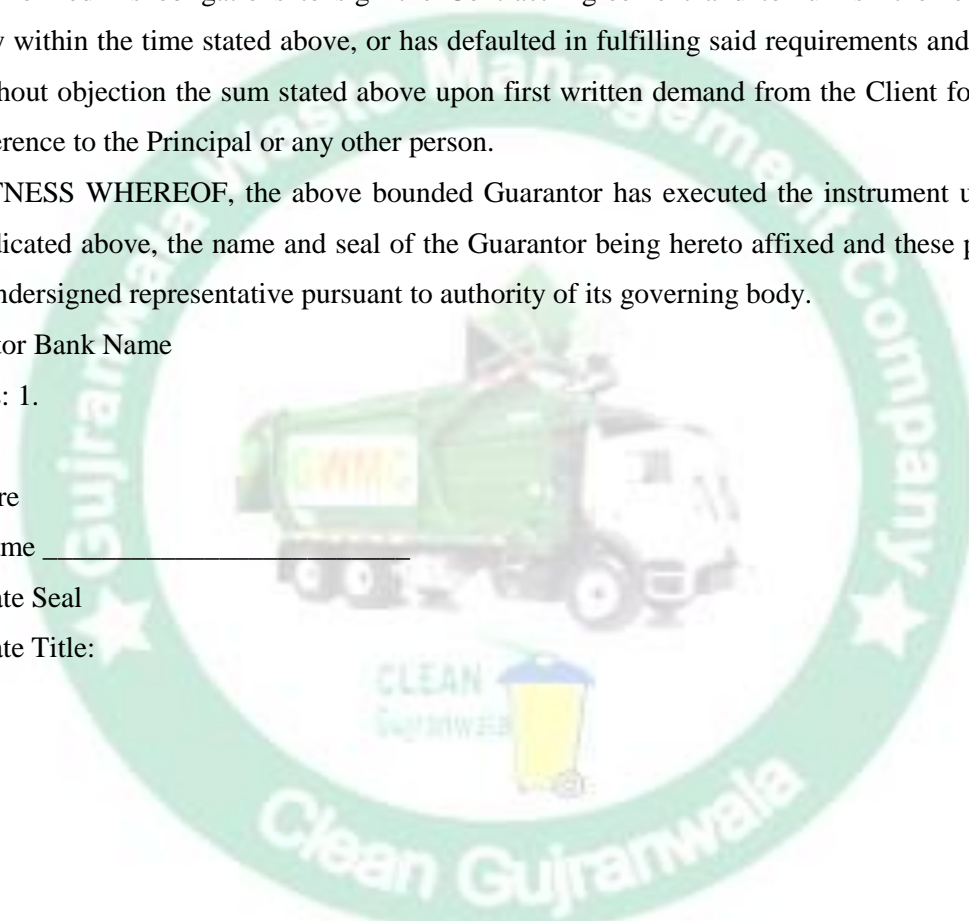 y within the time stated above, or has defaulted in fulfilling said requirements and
hout objection the sum stated above upon first written demand from the Client fo
erence to the Principal or any other person.
TNESS WHEREOF, the above bounded Guarantor has executed the instrument u
dicated above, the name and seal of the Guarantor being hereto affixed and these p
ndersigned representative pursuant to authority of its governing body.
tor Bank Name
: 1.
re
me _________________________
ate Seal
ate Title:
Gujranwala Waste Management Company
GWMC
CLEAN
Gujranwala
Clean Gujranwala